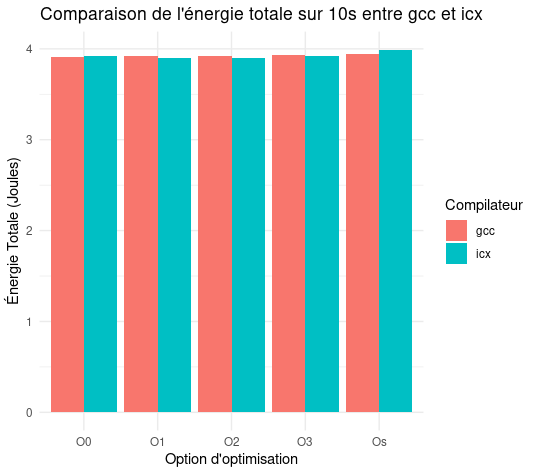 Comparaison de l'énergie totale sur 10s entre gcc et icx
Énergie Totale (Joules)
4
3
2
1
0
O0 O1 O2 O3 Os
Option d'optimisation
Compilateur
gcc
icx